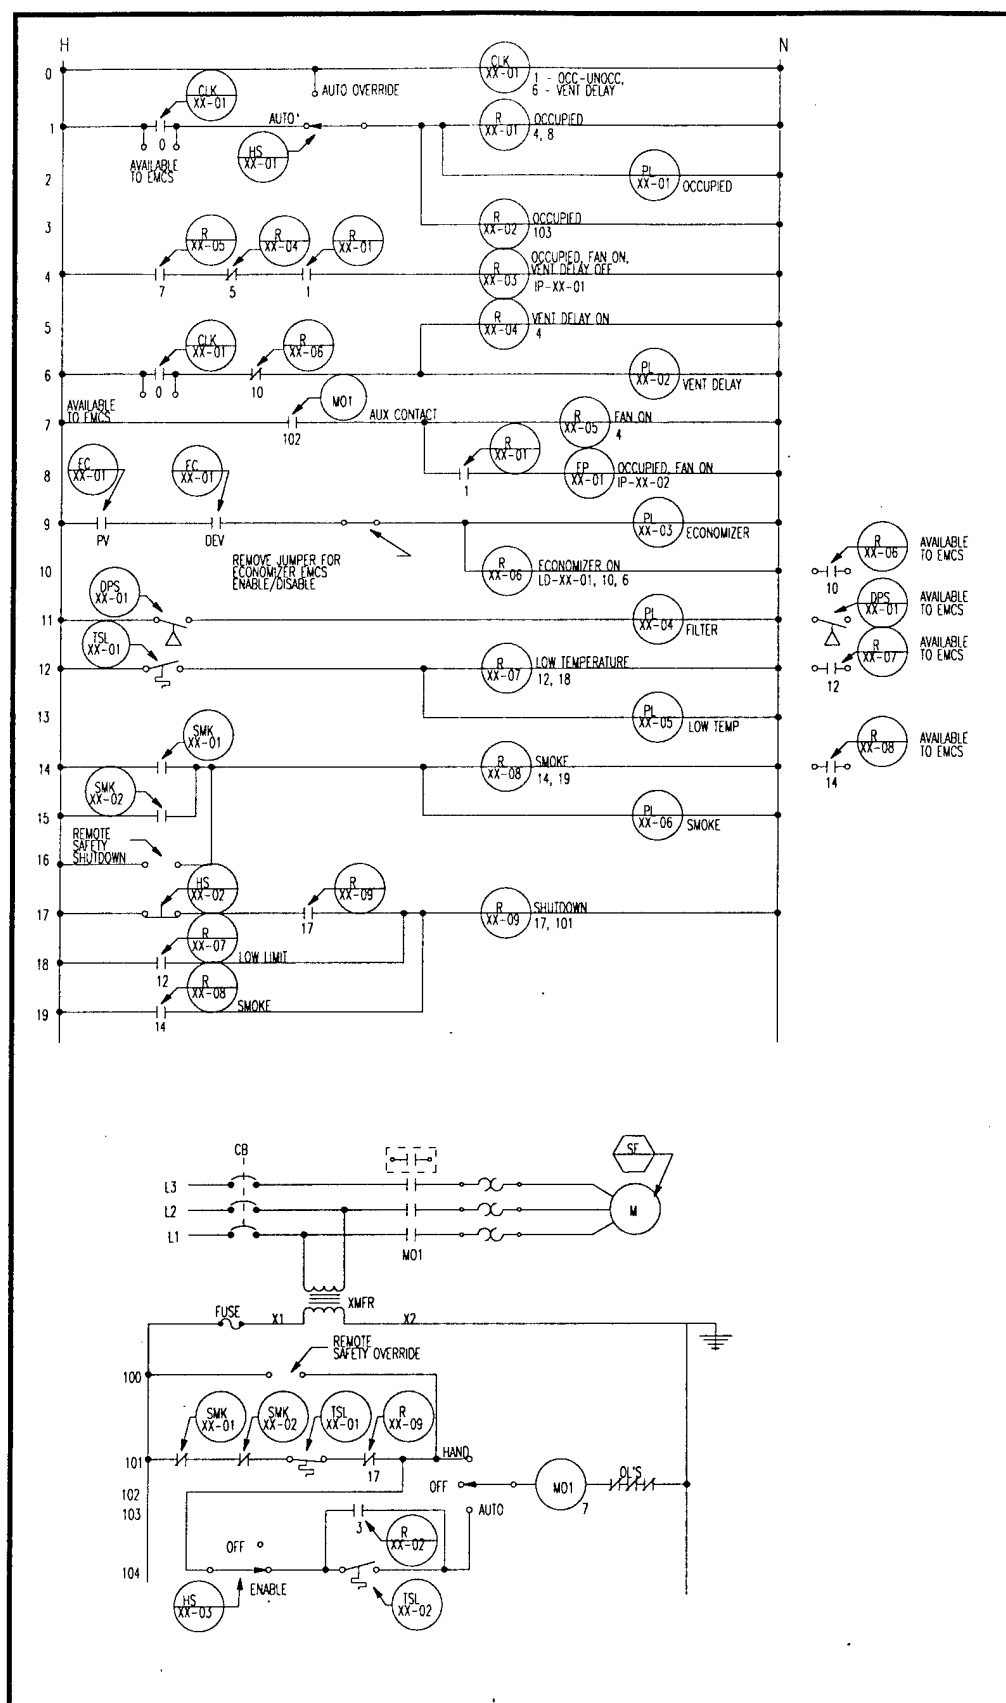 H N
0 CLK XX-01 1 - OCC-UNOCC,
6 - VENT DELAY
AUTO OVERRIDE
CLK XX-01
1 0 AUTO R XX-01 OCCUPIED
4, 8
HS XX-01
AVAILABLE
TO EMCS
2 PL XX-01 OCCUPIED
3 R XX-02 OCCUPIED
103
R XX-05 R XX-04 R XX-01
4 7 5 1 R XX-03 OCCUPIED, FAN ON,
VENT DELAY OFF
IP-XX-01
5 R XX-04 VENT DELAY ON
4
CLK XX-01 R XX-06
6 0 10 PL XX-02 VENT DELAY
AVAILABLE
TO EMCS
MO1
7 102 AUX CONTACT R XX-05 FAN ON
4
R XX-01
8 1 EP XX-01 OCCUPIED, FAN ON
IP-XX-02
EC XX-01 EC XX-01
9 PV DEV PL XX-03 ECONOMIZER
REMOVE JUMPER FOR
ECONOMIZER EMCS
ENABLE/DISABLE
10 R XX-06 ECONOMIZER ON
LD-XX-01, 10, 6
R XX-06 10 AVAILABLE
TO EMCS
DPS XX-01
11 PL XX-04 FILTER
DPS XX-01 AVAILABLE
TO EMCS
TSL XX-01
12 R XX-07 LOW TEMPERATURE
12, 18
R XX-07 12 AVAILABLE
TO EMCS
13 PL XX-05 LOW TEMP
SMK XX-01
14 R XX-08 SMOKE
14, 19
R XX-08 14 AVAILABLE
TO EMCS
SMK XX-02
15 PL XX-06 SMOKE
16 REMOTE
SAFETY
SHUTDOWN
HS XX-02 R XX-09
17 17 R XX-09 SHUTDOWN
17, 101
R XX-07
18 12 LOW LIMIT
R XX-08
19 14 SMOKE
CB SF
L3
L2 M
L1
MO1
XMFR
FUSE X1 X2
REMOTE
SAFETY OVERRIDE
100
SMK XX-01 SMK XX-02 TSL XX-01 R XX-09
101 17 HAND
102 OFF MO1 7 OL'S
103 AUTO
3 R XX-02
OFF
104 ENABLE
HS XX-03 TSL XX-02